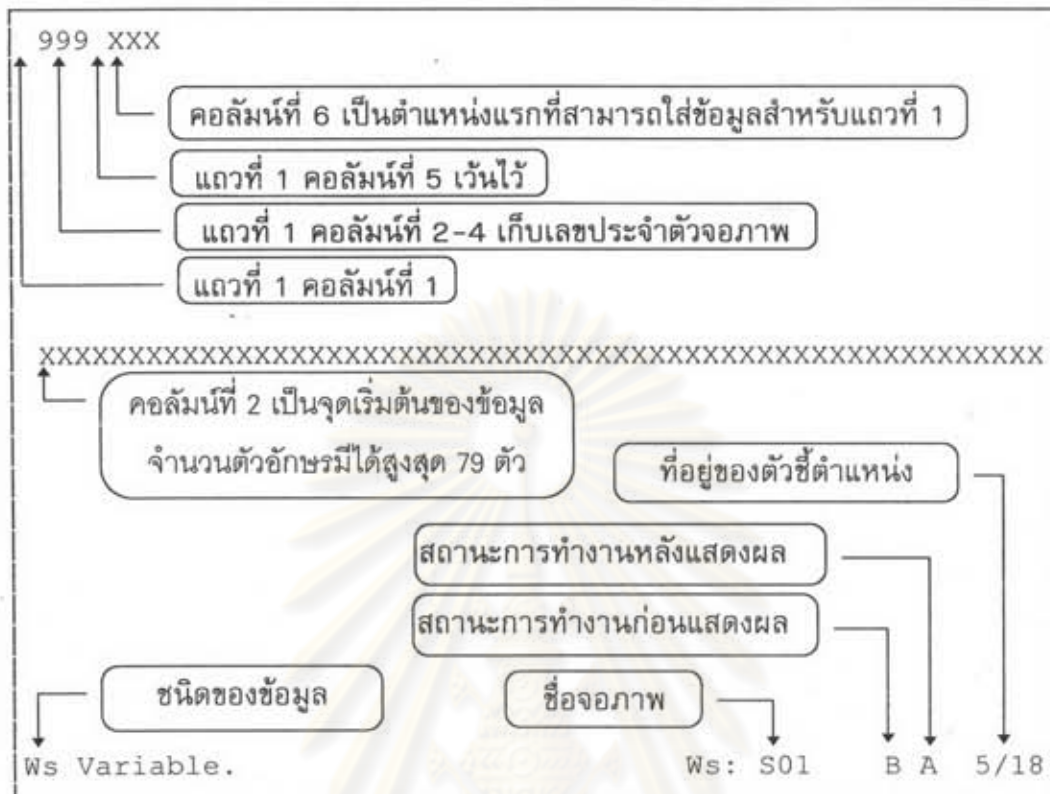 999 XXX
คอลัมน์ที่ 6 เป็นตำแหน่งแรกที่สามารถใส่ข้อมูลสำหรับแถวที่ 1
แถวที่ 1 คอลัมน์ที่ 5 เว้นไว้
แถวที่ 1 คอลัมน์ที่ 2-4 เก็บเลขประจำตัวจอภาพ
แถวที่ 1 คอลัมน์ที่ 1
XXXXXXXXXXXXXXXXXXXXXXXXXXXXXXXXXXXXXXXXXXXXXXXXXXXXXXXXXXXXXXXXXXXX
คอลัมน์ที่ 2 เป็นจุดเริ่มต้นของข้อมูล
จำนวนตัวอักษรมีได้สูงสุด 79 ตัว
ที่อยู่ของตัวชี้ตำแหน่ง
สถานะการทำงานหลังแสดงผล
สถานะการทำงานก่อนแสดงผล
ชนิดของข้อมูล
ชื่อจอภาพ
Ws Variable. Ws: S01 B A 5/18